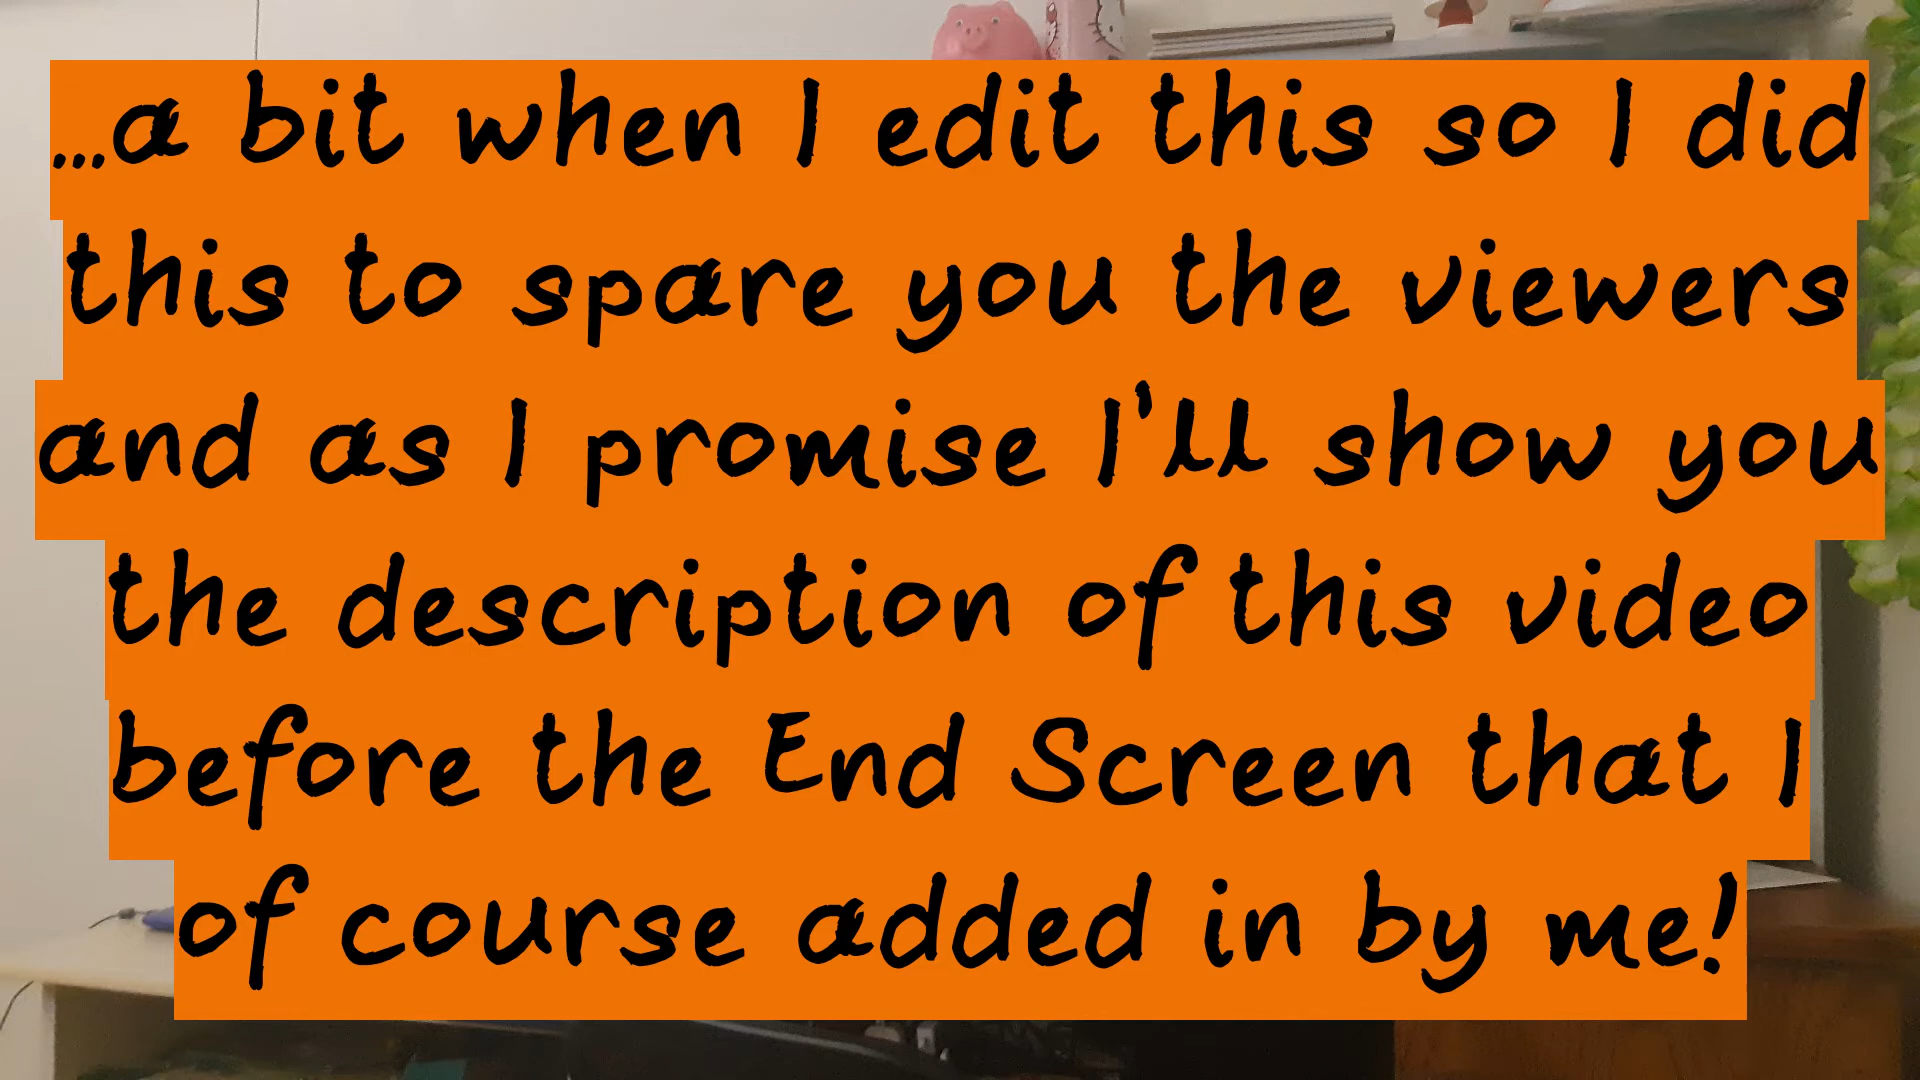 ...a bit when I edit this so I did
this to spare you the viewers
and as I promise I'll show you
the description of this video
before the End Screen that I
of course added in by me!